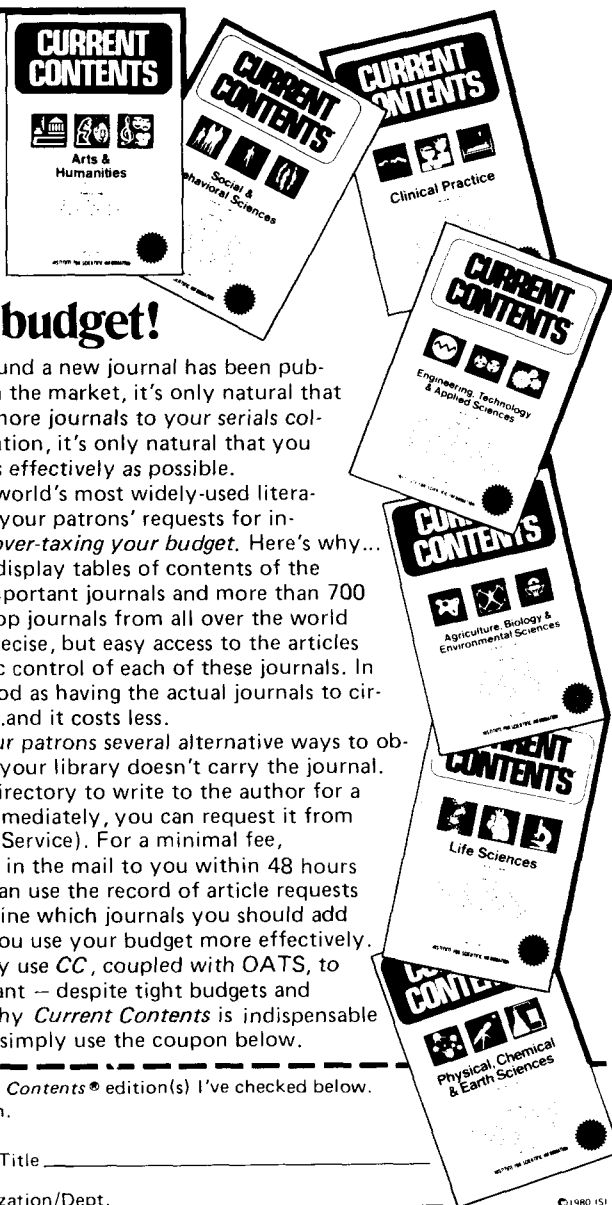 CURRENT
CONTENTS
Arts &
Humanities
INSTITUTE FOR SCIENTIFIC INFORMATION
CURRENT
CONTENTS
Social &
ehavioral Sciences
CURRENT
ONTENTS
Clinical Practice
CURRENT
CONTENTS
Engineering, Technology
& Applied Sciences
CONTENTS
Agriculture, Biology &
Environmental Sciences
CONTENTS
Life Sciences
Physical, Chemical
& Earth Sciences
budget!
und a new journal has been pub-
the market, it's only natural that
more journals to your serials col-
ation, it's only natural that you
effectively as possible.
world's most widely-used litera-
your patrons' requests for in-
over-taxing your budget. Here's why...
display tables of contents of the
portant journals and more than 700
op journals from all over the world
ecise, but easy access to the articles
c control of each of these journals. In
od as having the actual journals to cir-
.and it costs less.
ur patrons several alternative ways to ob-
your library doesn't carry the journal.
irectory to write to the author for a
mediately, you can request it from
Service). For a minimal fee,
in the mail to you within 48 hours
an use the record of article requests
ine which journals you should add
ou use your budget more effectively.
y use CC, coupled with OATS, to
ant — despite tight budgets and
hy Current Contents is indispensable
simply use the coupon below.
Contents® edition(s) I've checked below.
n.
Title
zation/Dept.
©1980 ISI